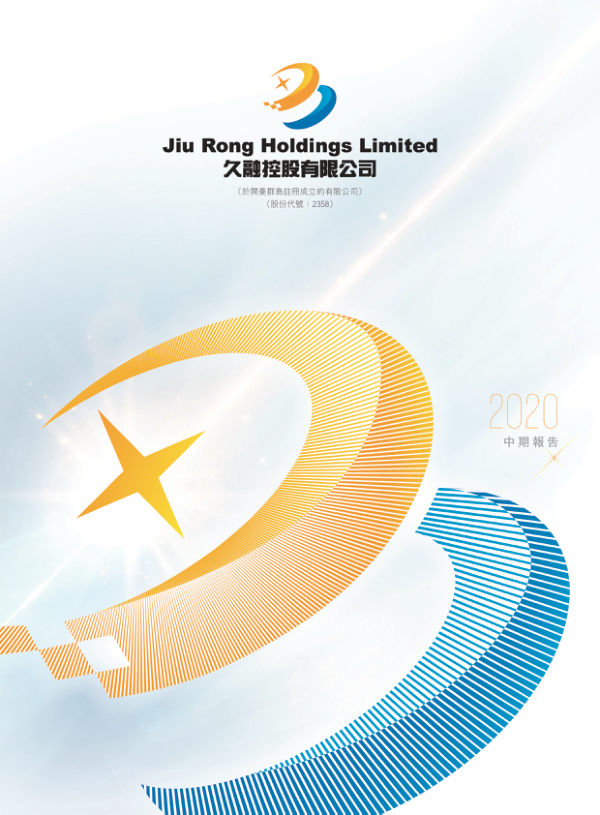 Jiu Rong Holdings Limited
久融控股有限公司
（於開曼群島註冊成立的有限公司）
（股份代號：2358）
2020
中期報告